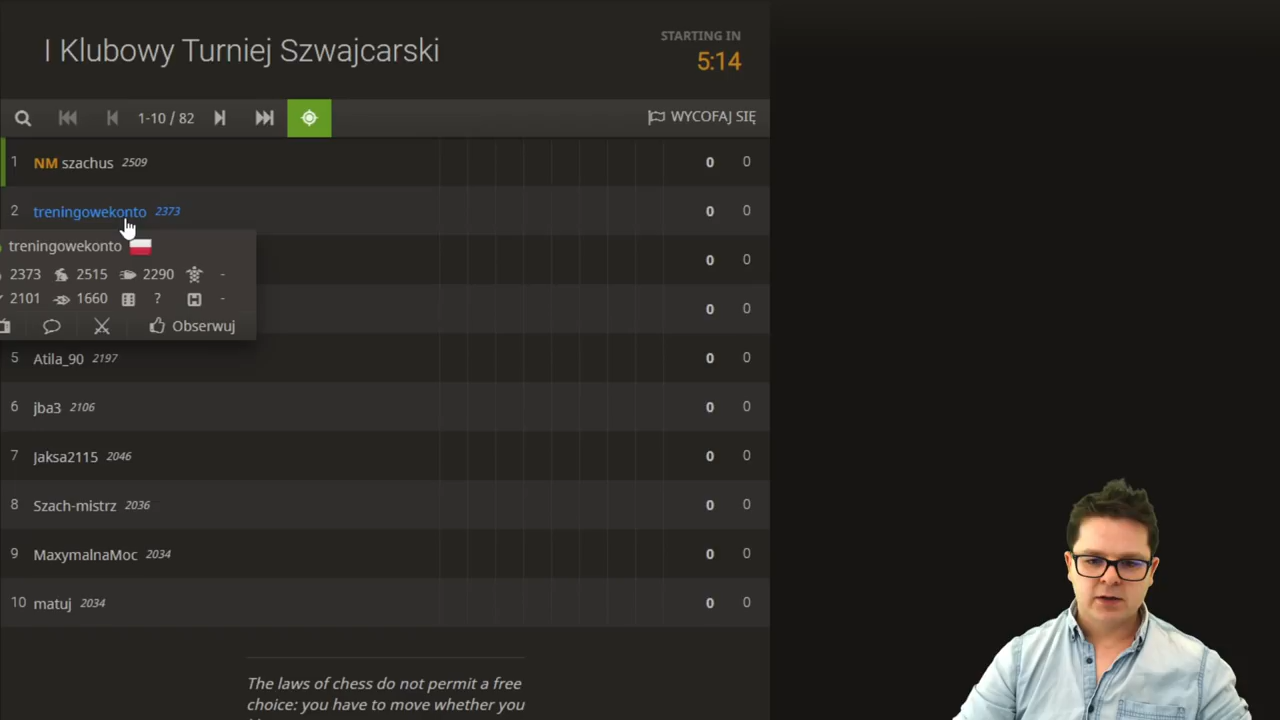 I Klubowy Turniej Szwajcarski
STARTING IN
5:14
1-10 / 82
WYCOFAJ SIĘ
1 NM szachus 2509 0 0
2 treningowekonto 2373 0 0
treningowekonto
0 0
2373 2515 2290 -
2101 1660 ? -
0 0
Obserwuj
5 Atila_90 2197 0 0
6 jba3 2106 0 0
7 Jaksa2115 2046 0 0
8 Szach-mistrz 2036 0 0
9 MaxymalnaMoc 2034 0 0
10 matuj 2034 0 0
The laws of chess do not permit a free
choice: you have to move whether you